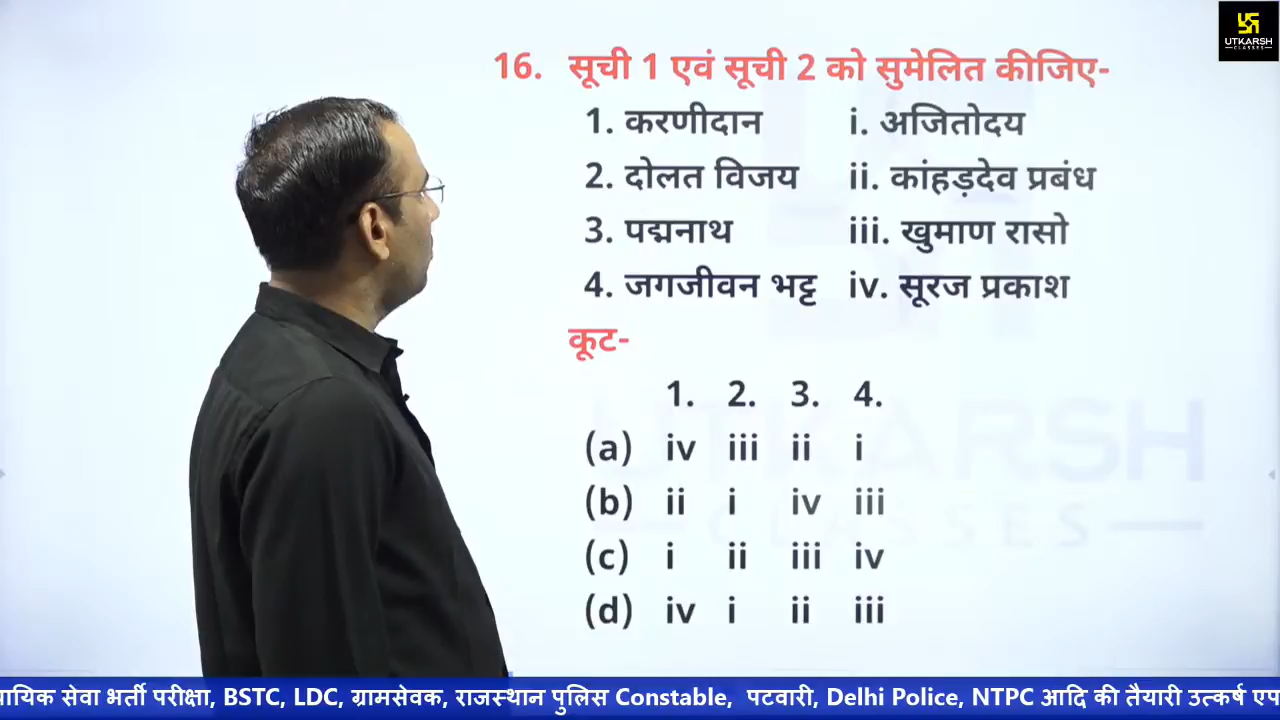 UTKARSH
CLASSES
16. सूची 1 एवं सूची 2 को सुमेलित कीजिए-
1. करणीदान i. अजितोदय
2. दोलत विजय ii. कांहड़देव प्रबंध
3. पद्मनाथ iii. खुमाण रासो
4. जगजीवन भट्ट iv. सूरज प्रकाश
कूट-
1. 2. 3. 4.
(a) iv iii ii i
(b) ii i iv iii
(c) i ii iii iv
(d) iv i ii iii
UTKARSH
CLASSES
सेवा भर्ती परीक्षा, BSTC, LDC, ग्रामसेवक, राजस्थान पुलिस Constable, पटवारी, Delhi Police, NTPC आदि की तैयारी उत्कर्ष